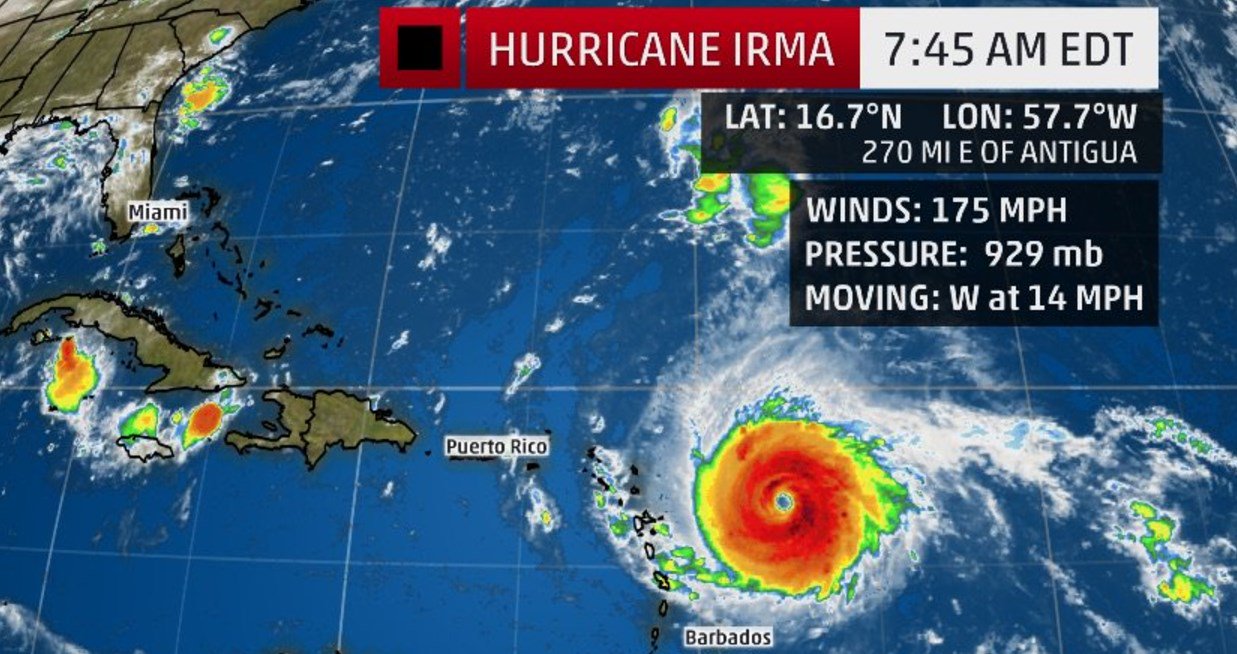 HURRICANE IRMA 7:45 AM EDT
LAT: 16.7°N LON: 57.7°W
270 MI E OF ANTIGUA
WINDS: 175 MPH
PRESSURE: 929 mb
MOVING: W at 14 MPH
Miami
Puerto Rico
Barbados